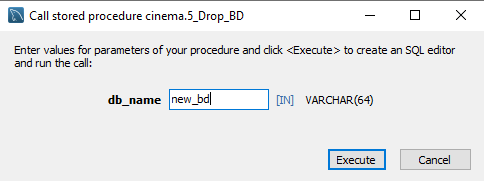 Call stored procedure cinema.5_Drop_BD
Enter values for parameters of your procedure and click <Execute> to create an SQL editor
and run the call:
db_name new_bd [IN] VARCHAR(64)
Execute Cancel